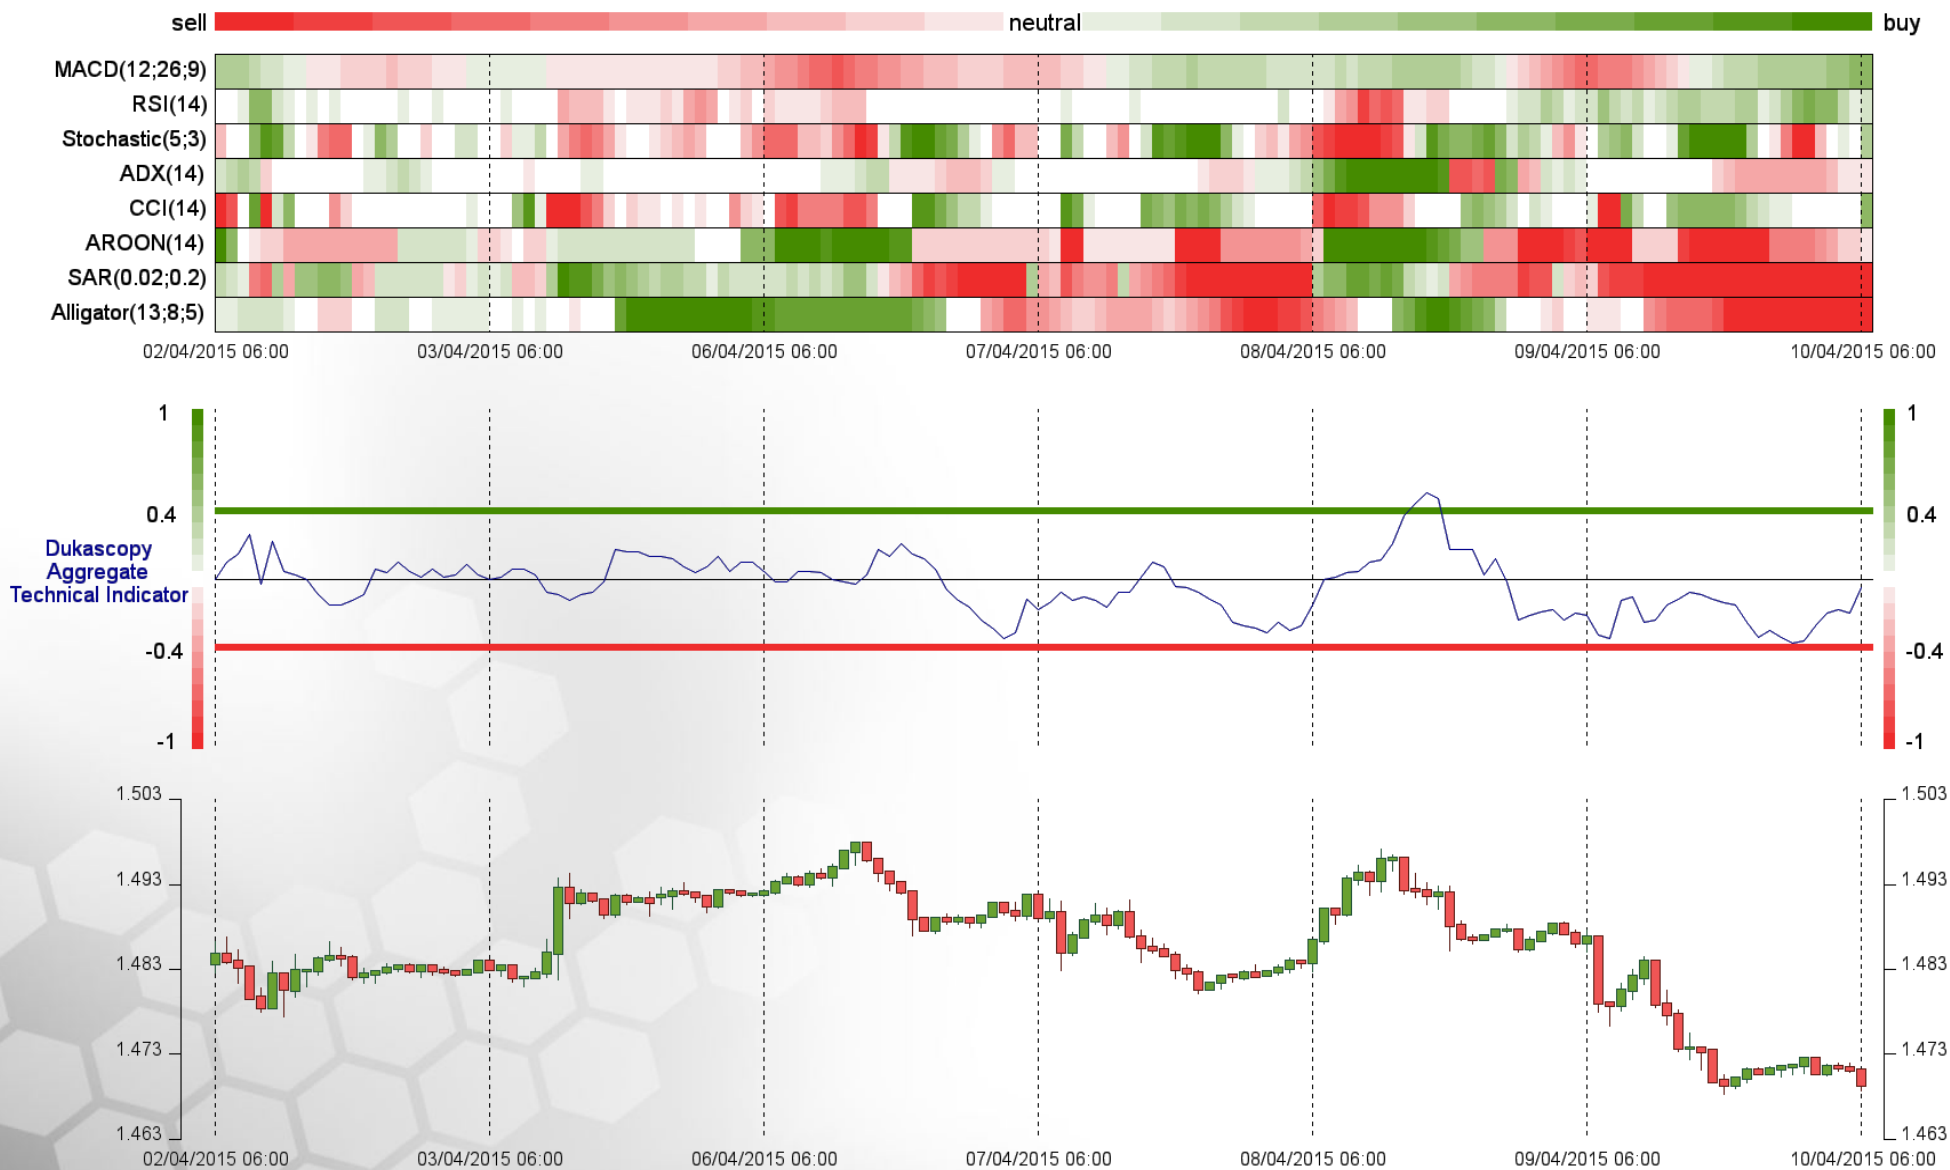 sell neutral buy
MACD(12;26;9)
RSI(14)
Stochastic(5;3)
ADX(14)
CCI(14)
AROON(14)
SAR(0.02;0.2)
Alligator(13;8;5)
02/04/2015 06:00 03/04/2015 06:00 06/04/2015 06:00 07/04/2015 06:00 08/04/2015 06:00 09/04/2015 06:00 10/04/2015 06:00
1 1
0.4 0.4
Dukascopy
Aggregate
Technical Indicator
-0.4 -0.4
-1 -1
1.503 1.503
1.493 1.493
1.483 1.483
1.473 1.473
1.463 1.463
02/04/2015 06:00 03/04/2015 06:00 06/04/2015 06:00 07/04/2015 06:00 08/04/2015 06:00 09/04/2015 06:00 10/04/2015 06:00